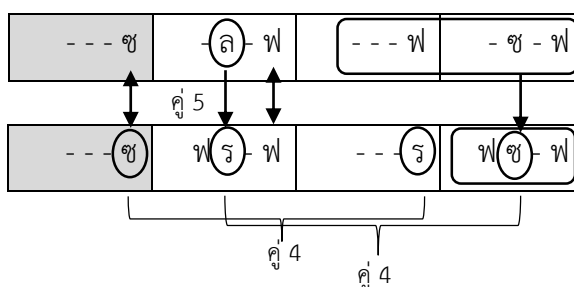 - - - ซ - ล - ฟ - - - ฟ - ซ - ฟ
คู่ 5
- - - ซ ฟ ร - ฟ - - - ร ฟ ซ - ฟ
คู่ 4
คู่ 4